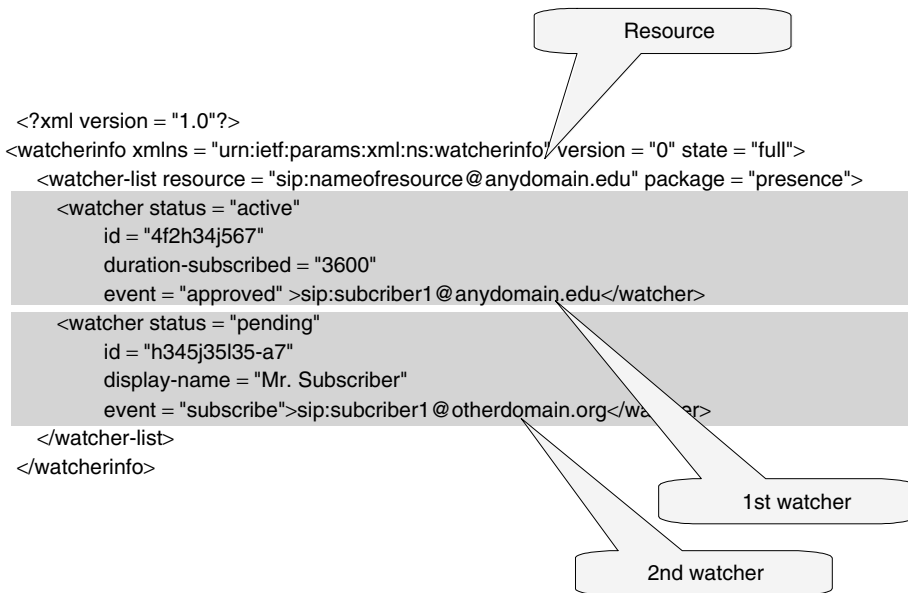 Resource
<?xml version = "1.0"?>
<watcherinfo xmlns = "urn:ietf:params:xml:ns:watcherinfo" version = "0" state = "full">
<watcher-list resource = "sip:nameofresource@anydomain.edu" package = "presence">
<watcher status = "active"
id = "4f2h34j567"
duration-subscribed = "3600"
event = "approved" >sip:subcriber1@anydomain.edu</watcher>
<watcher status = "pending"
id = "h345j35l35-a7"
display-name = "Mr. Subscriber"
event = "subscribe">sip:subcriber1@otherdomain.org</watcher>
</watcher-list>
</watcherinfo>
1st watcher
2nd watcher